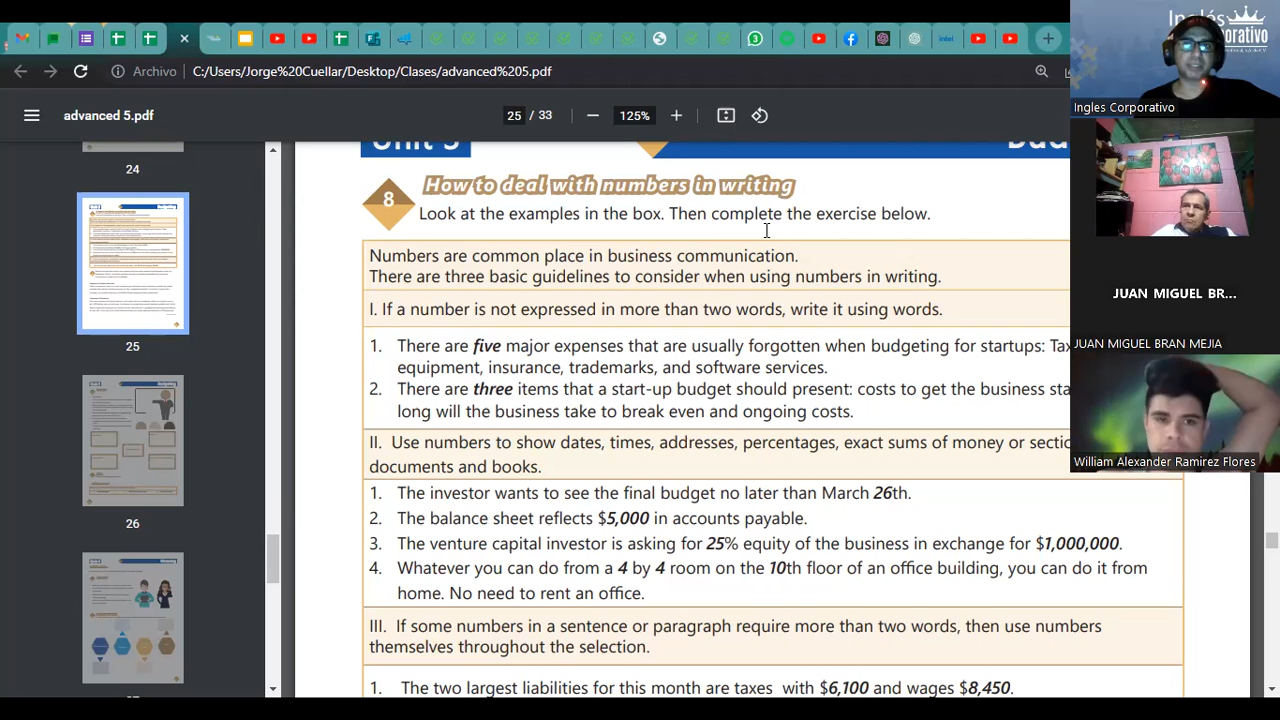 Archivo
C:/Users/Jorge%20Cuellar/Desktop/Clases/advanced%205.pdf
advanced 5.pdf
25 / 33
125%
24
25
26
Unit 5
8
How to deal with numbers in writing
Look at the examples in the box. Then complete the exercise below.
Numbers are common place in business communication.
There are three basic guidelines to consider when using numbers in writing.
I. If a number is not expressed in more than two words, write it using words.
1. There are five major expenses that are usually forgotten when budgeting for startups: Tax
equipment, insurance, trademarks, and software services.
2. There are three items that a start-up budget should present: costs to get the business sta
long will the business take to break even and ongoing costs.
II. Use numbers to show dates, times, addresses, percentages, exact sums of money or sectio
documents and books.
1. The investor wants to see the final budget no later than March 26th.
2. The balance sheet reflects $5,000 in accounts payable.
3. The venture capital investor is asking for 25% equity of the business in exchange for $1,000,000.
4. Whatever you can do from a 4 by 4 room on the 10th floor of an office building, you can do it from
home. No need to rent an office.
III. If some numbers in a sentence or paragraph require more than two words, then use numbers
themselves throughout the selection.
1. The two largest liabilities for this month are taxes with $6,100 and wages $8,450.
Inglés
Ingles Corporativo
JUAN MIGUEL BR...
JUAN MIGUEL BRAN MEJIA
William Alexander Ramirez Flores